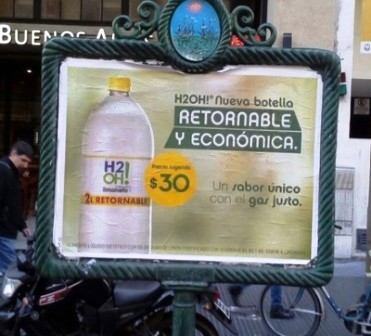 BUENOS A
H2OH!® Nueva botella
RETORNABLE
Y ECONÓMICA.
H2
OH!
limoneto
2L RETORNABLE
Precio sugerido
$30
Un sabor único
con el gas justo.